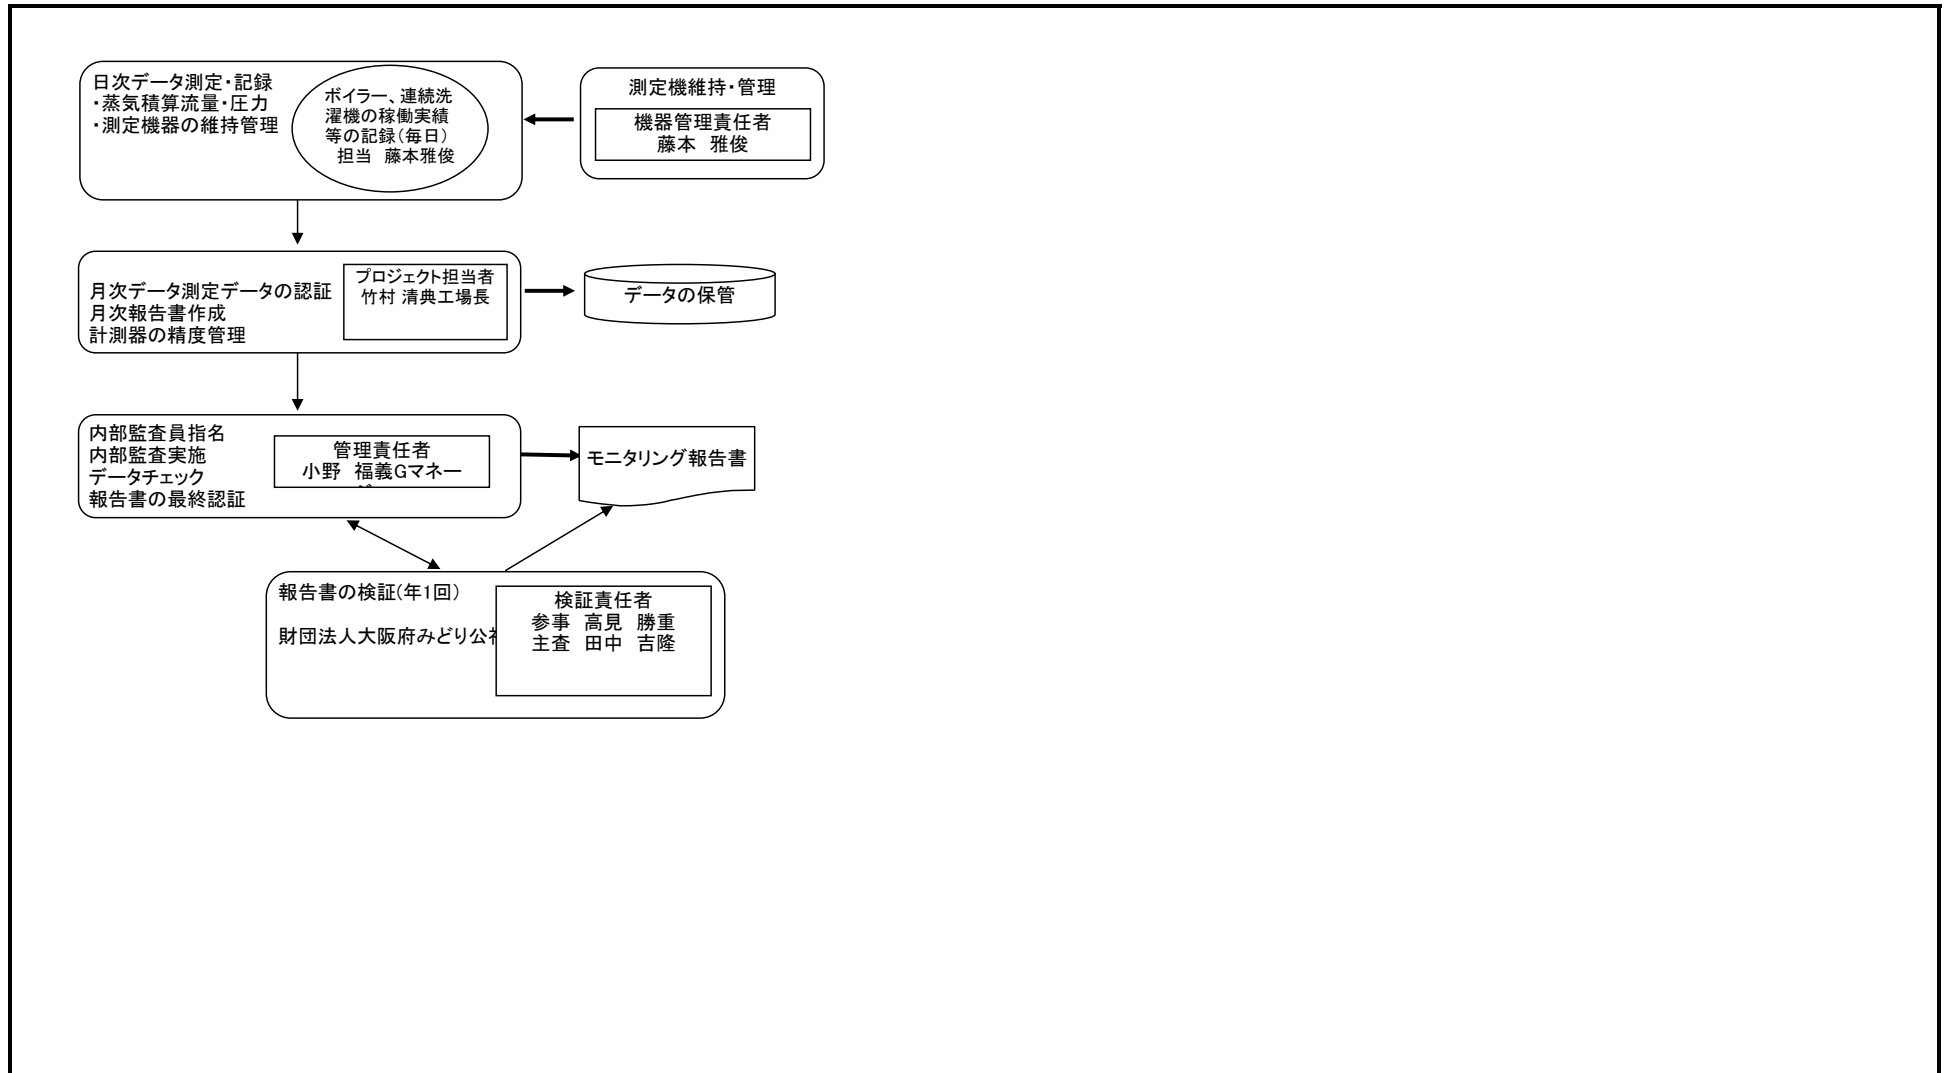 日次データ測定・記録
・蒸気積算流量・圧力
・測定機器の維持管理
ボイラー、連続洗
濯機の稼働実績
等の記録(毎日)
担当 藤本雅俊
測定機維持・管理
機器管理責任者
藤本 雅俊
月次データ測定データの認証
月次報告書作成
計測器の精度管理
プロジェクト担当者
竹村 清典工場長
データの保管
内部監査員指名
内部監査実施
データチェック
報告書の最終認証
管理責任者
小野 福義Gマネー
モニタリング報告書
報告書の検証(年1回)
財団法人大阪府みどり公
検証責任者
参事 高見 勝重
主査 田中 吉隆